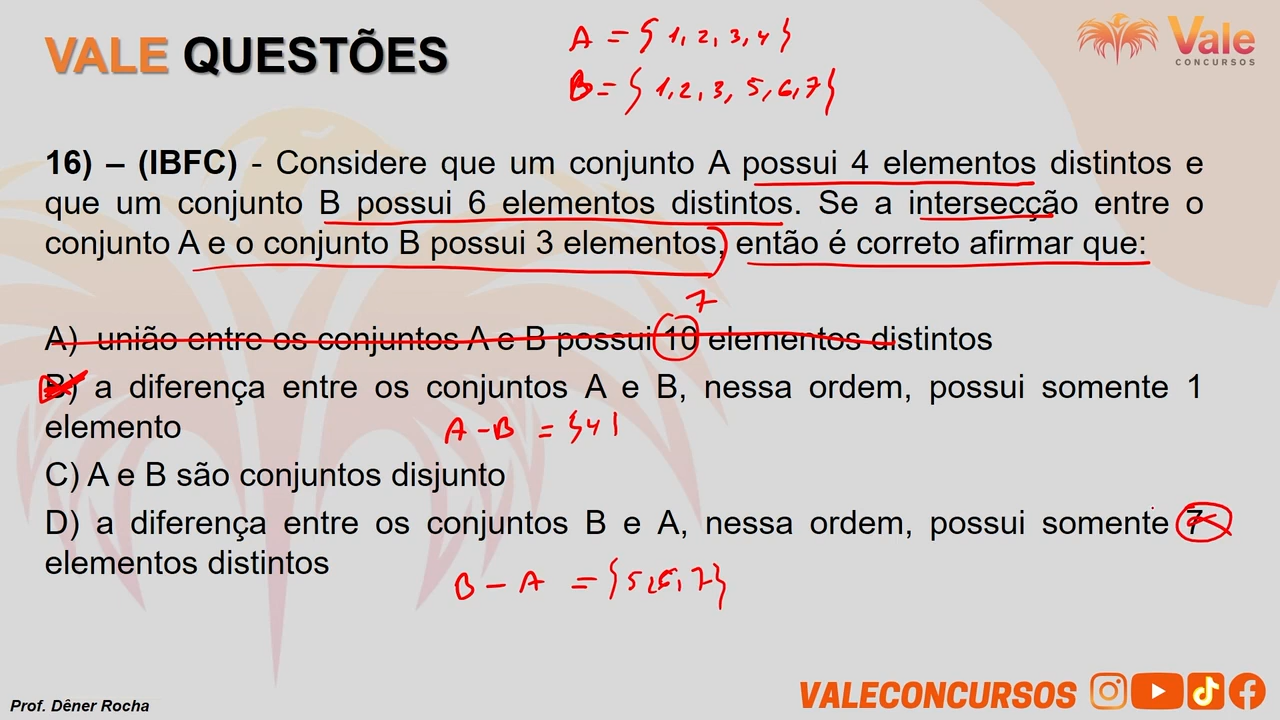 VALE QUESTÕES
A = { 1, 2, 3, 4 }
B = { 1, 2, 3, 5, 6, 7 }
Vale
CONCURSOS
16) – (IBFC) - Considere que um conjunto A possui 4 elementos distintos e
que um conjunto B possui 6 elementos distintos. Se a intersecção entre o
conjunto A e o conjunto B possui 3 elementos, então é correto afirmar que:
7
A) união entre os conjuntos A e B possui 10 elementos distintos
B) a diferença entre os conjuntos A e B, nessa ordem, possui somente 1
elemento
A - B = {4}
C) A e B são conjuntos disjunto
D) a diferença entre os conjuntos B e A, nessa ordem, possui somente 7
elementos distintos
B - A = {5, 6, 7}
VALECONCURSOS
Prof. Dêner Rocha